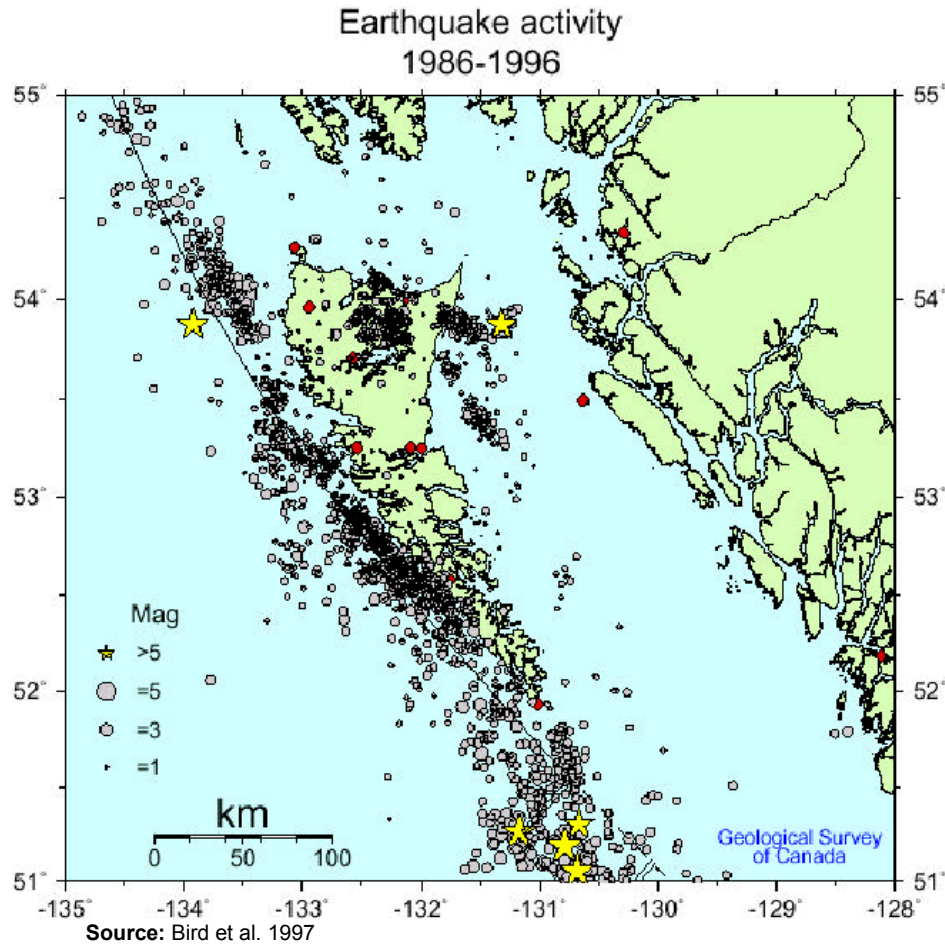 Earthquake activity
1986-1996
55°
55°
54°
54°
53°
53°
Mag
>5
=5
=3
=1
52°
52°
km
0 50 100
Geological Survey
of Canada
51°
51°
-135 -134 -133 -132 -131 -130 -129 -128
Source: Bird et al. 1997